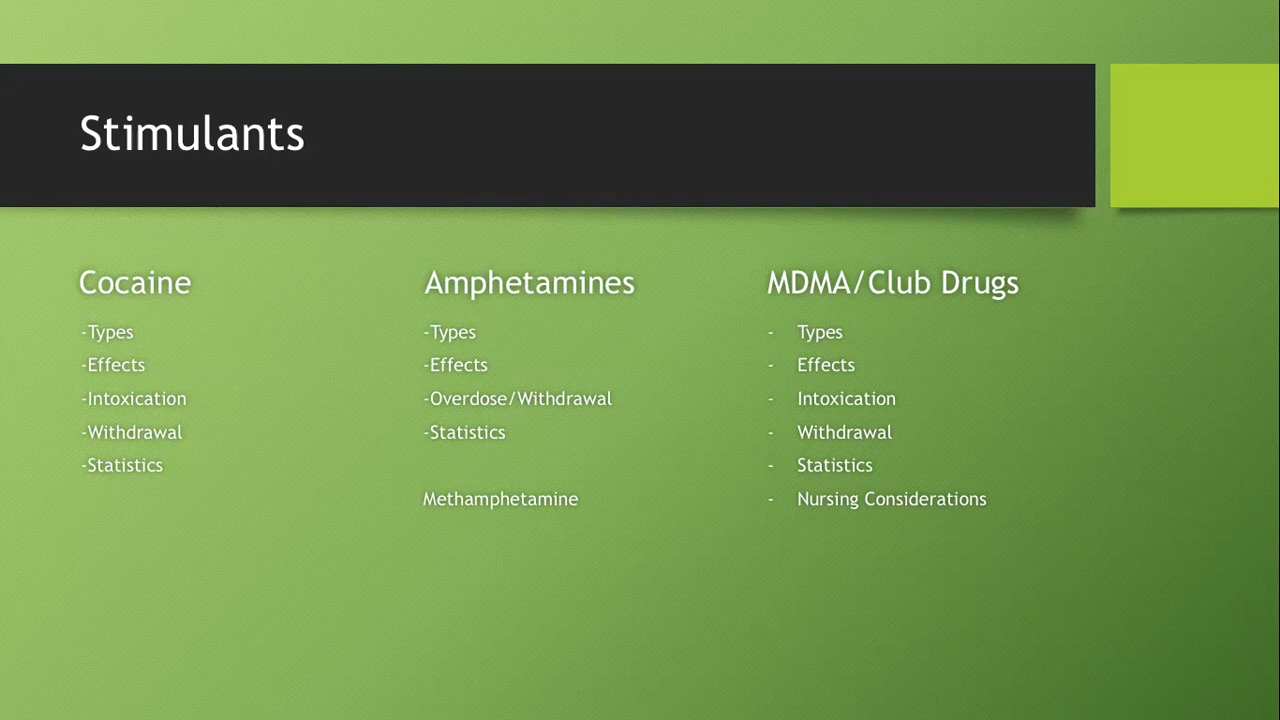 Stimulants
Cocaine
-Types
-Effects
-Intoxication
-Withdrawal
-Statistics
Amphetamines
-Types
-Effects
-Overdose/Withdrawal
-Statistics
Methamphetamine
MDMA/Club Drugs
- Types
- Effects
- Intoxication
- Withdrawal
- Statistics
- Nursing Considerations